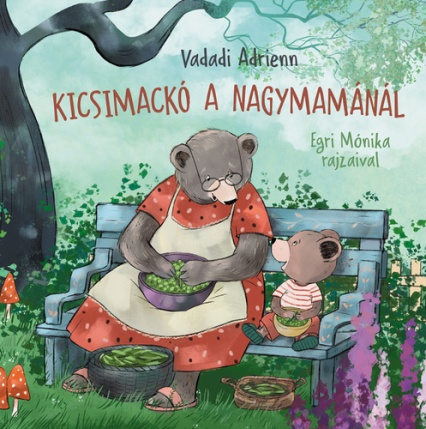 Vadadi Adrienn
KICSIMACKÓ A NAGYMAMÁNÁL
Egri Mónika
rajzaival